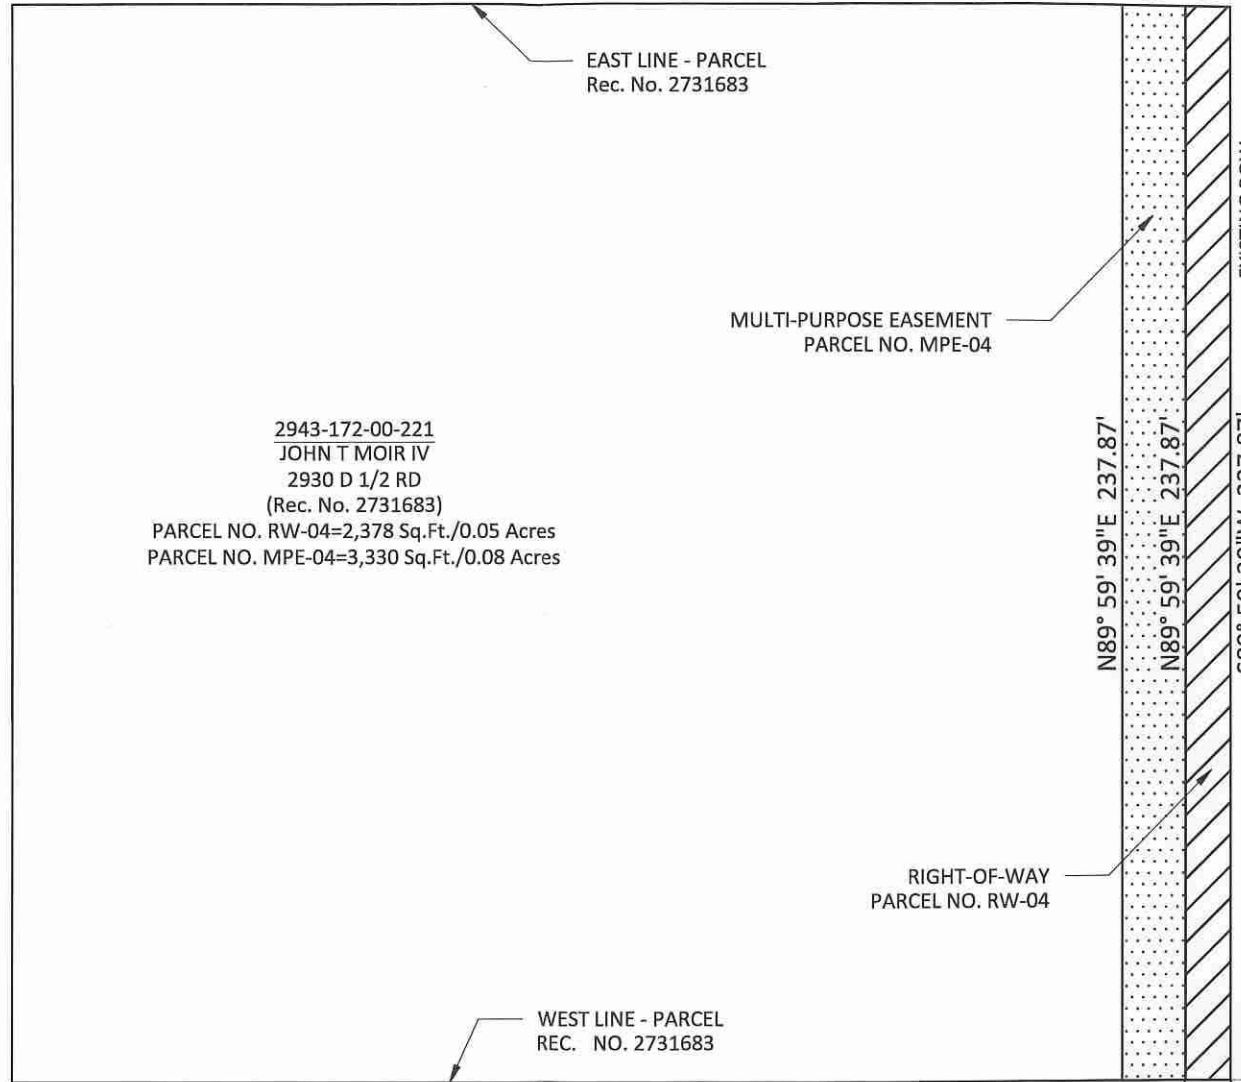 EAST LINE - PARCEL
Rec. No. 2731683
MULTI-PURPOSE EASEMENT
PARCEL NO. MPE-04
2943-172-00-221
JOHN T MOIR IV
2930 D 1/2 RD
(Rec. No. 2731683)
PARCEL NO. RW-04=2,378 Sq.Ft./0.05 Acres
PARCEL NO. MPE-04=3,330 Sq.Ft./0.08 Acres
N89° 59' 39"E 237.87'
N89° 59' 39"E 237.87'
RIGHT-OF-WAY
PARCEL NO. RW-04
WEST LINE - PARCEL
REC. NO. 2731683